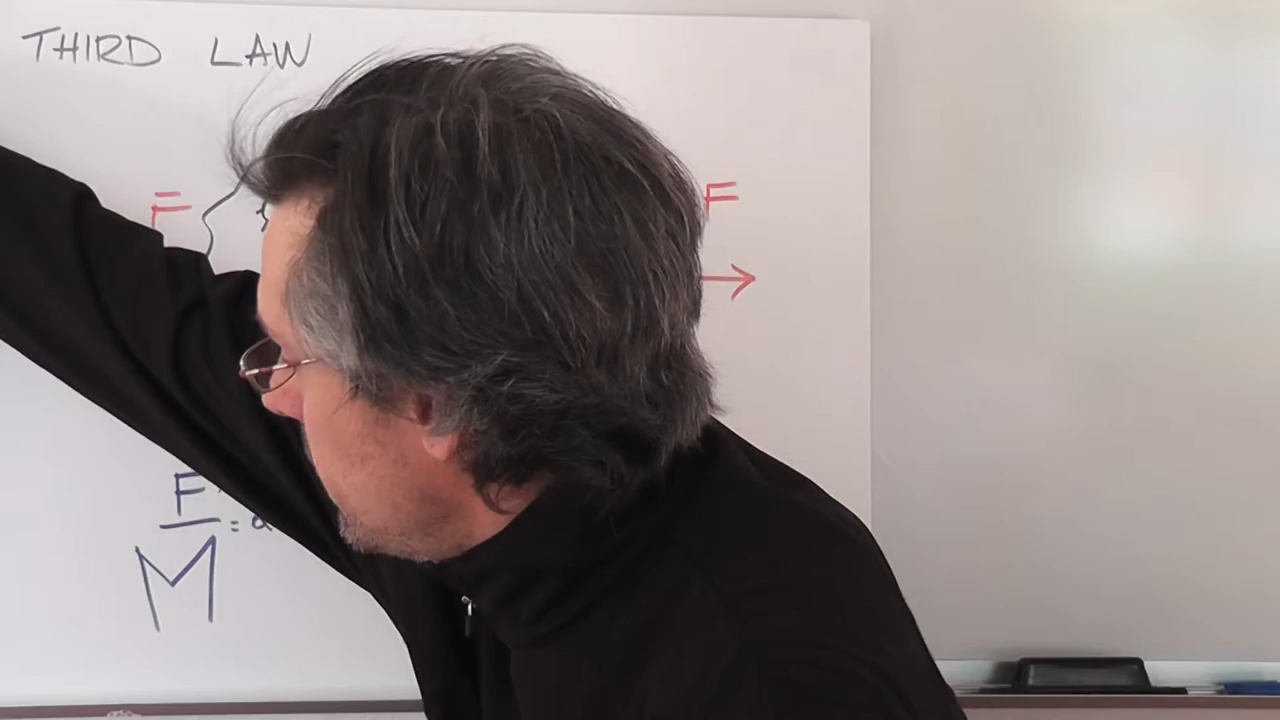 THIRD LAW
F F
F
= a
M